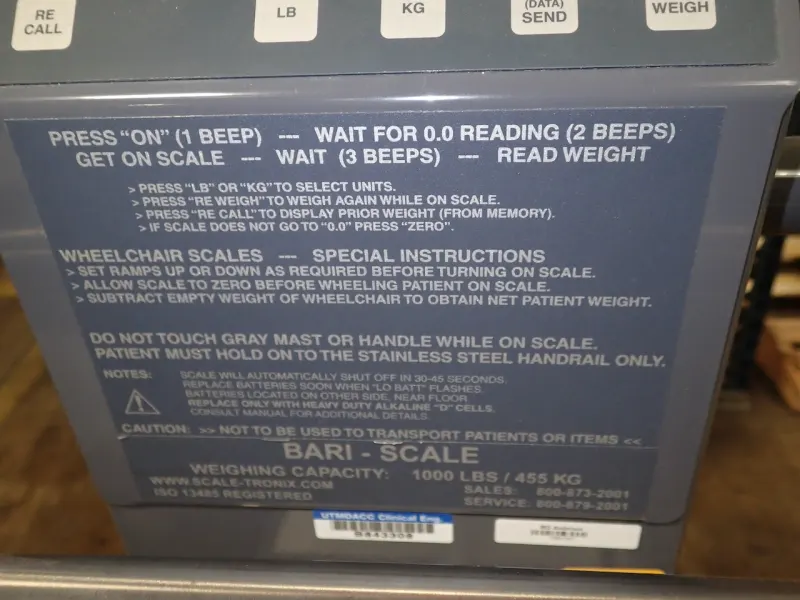 RE
CALL
LB
KG
(DATA)
SEND
WEIGH
PRESS "ON" (1 BEEP) --- WAIT FOR 0.0 READING (2 BEEPS)
GET ON SCALE --- WAIT (3 BEEPS) --- READ WEIGHT
> PRESS "LB" OR "KG" TO SELECT UNITS.
> PRESS "RE WEIGH" TO WEIGH AGAIN WHILE ON SCALE.
> PRESS "RE CALL" TO DISPLAY PRIOR WEIGHT (FROM MEMORY).
> IF SCALE DOES NOT GO TO "0.0" PRESS "ZERO".
WHEELCHAIR SCALES --- SPECIAL INSTRUCTIONS
> SET RAMPS UP OR DOWN AS REQUIRED BEFORE TURNING ON SCALE.
> ALLOW SCALE TO ZERO BEFORE WHEELING PATIENT ON SCALE.
> SUBTRACT EMPTY WEIGHT OF WHEELCHAIR TO OBTAIN NET PATIENT WEIGHT.
DO NOT TOUCH GRAY MAST OR HANDLE WHILE ON SCALE.
PATIENT MUST HOLD ON TO THE STAINLESS STEEL HANDRAIL ONLY.
NOTES: SCALE WILL AUTOMATICALLY SHUT OFF IN 30-45 SECONDS.
REPLACE BATTERIES SOON WHEN "LO BATT" FLASHES.
BATTERIES LOCATED ON OTHER SIDE, NEAR FLOOR
REPLACE ONLY WITH HEAVY DUTY ALKALINE "D" CELLS.
CONSULT MANUAL FOR ADDITIONAL DETAILS.
CAUTION: >> NOT TO BE USED TO TRANSPORT PATIENTS OR ITEMS <<
BARI - SCALE
WEIGHING CAPACITY: 1000 LBS / 455 KG
WWW.SCALE-TRONIX.COM SALES: 800-873-2001
ISO 13485 REGISTERED SERVICE: 800-879-2001
UTMDACC Clinical Eng.
B843308